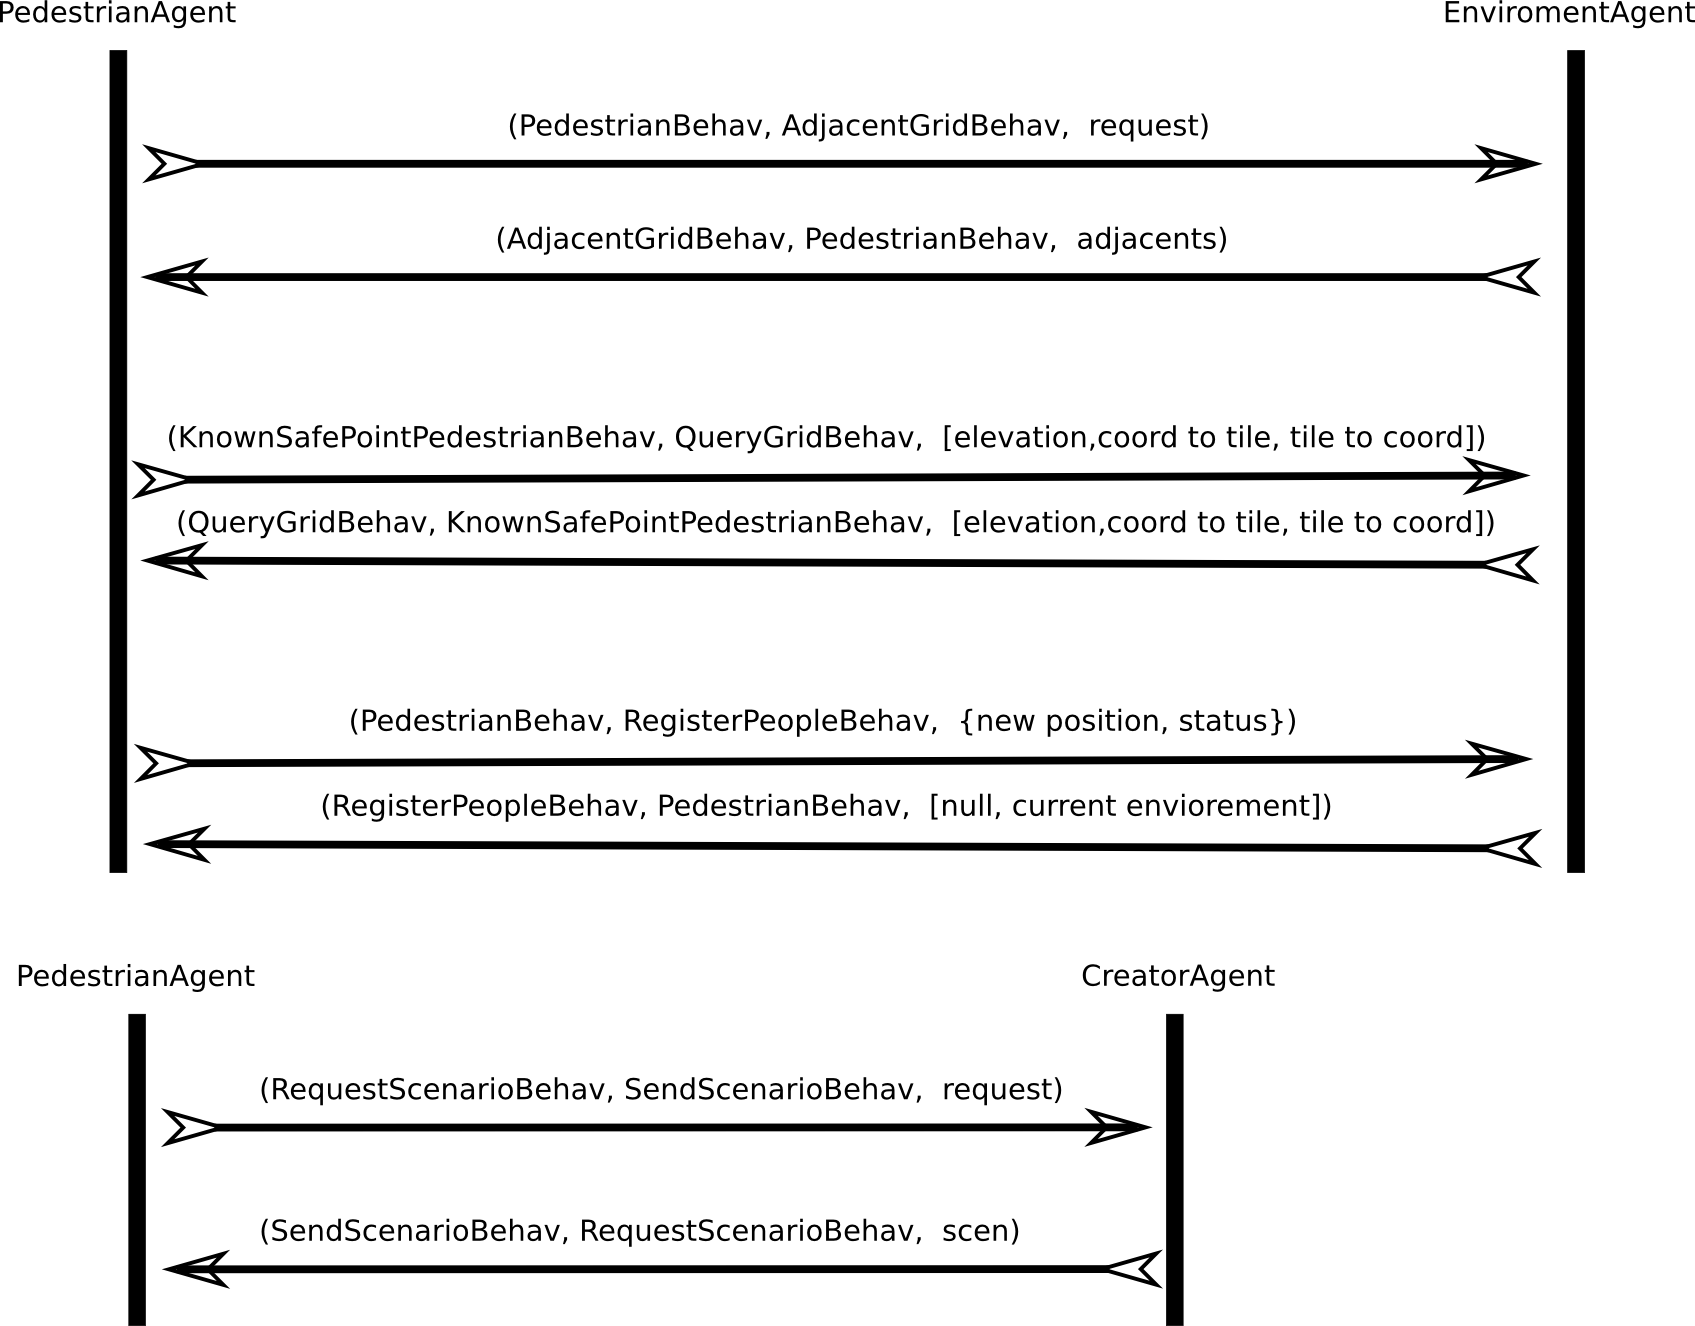 PedestrianAgent
EnviromentAgent
(PedestrianBehav, AdjacentGridBehav,  request)
(AdjacentGridBehav, PedestrianBehav,  adjacents)
(KnownSafePointPedestrianBehav, QueryGridBehav,  [elevation,coord to tile, tile to coord])
(QueryGridBehav, KnownSafePointPedestrianBehav,  [elevation,coord to tile, tile to coord])
(PedestrianBehav, RegisterPeopleBehav,  {new position, status})
(RegisterPeopleBehav, PedestrianBehav,  [null, current enviorement])
PedestrianAgent
CreatorAgent
(RequestScenarioBehav, SendScenarioBehav,  request)
(SendScenarioBehav, RequestScenarioBehav,  scen)